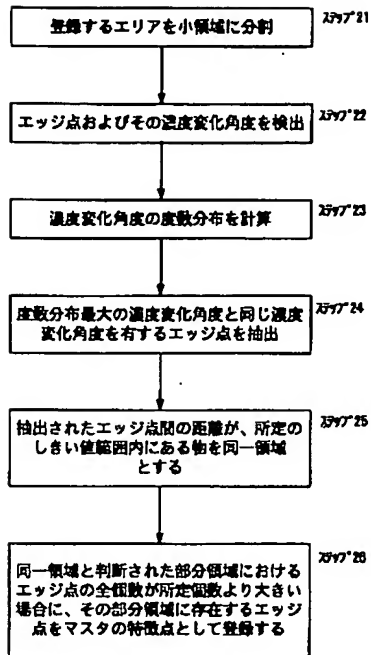 登録するエリアを小領域に分割
ステップ21
エッジ点およびその濃度変化角度を検出
ステップ22
濃度変化角度の度数分布を計算
ステップ23
度数分布最大の濃度変化角度と同じ濃度
変化角度を有するエッジ点を抽出
ステップ24
抽出されたエッジ点間の距離が、所定の
しきい値範囲内にある物を同一領域
とする
ステップ25
同一領域と判断された部分領域における
エッジ点の全個数が所定個数より大きい
場合に、その部分領域に存在するエッジ
点をマスタの特徴点として登録する
ステップ26